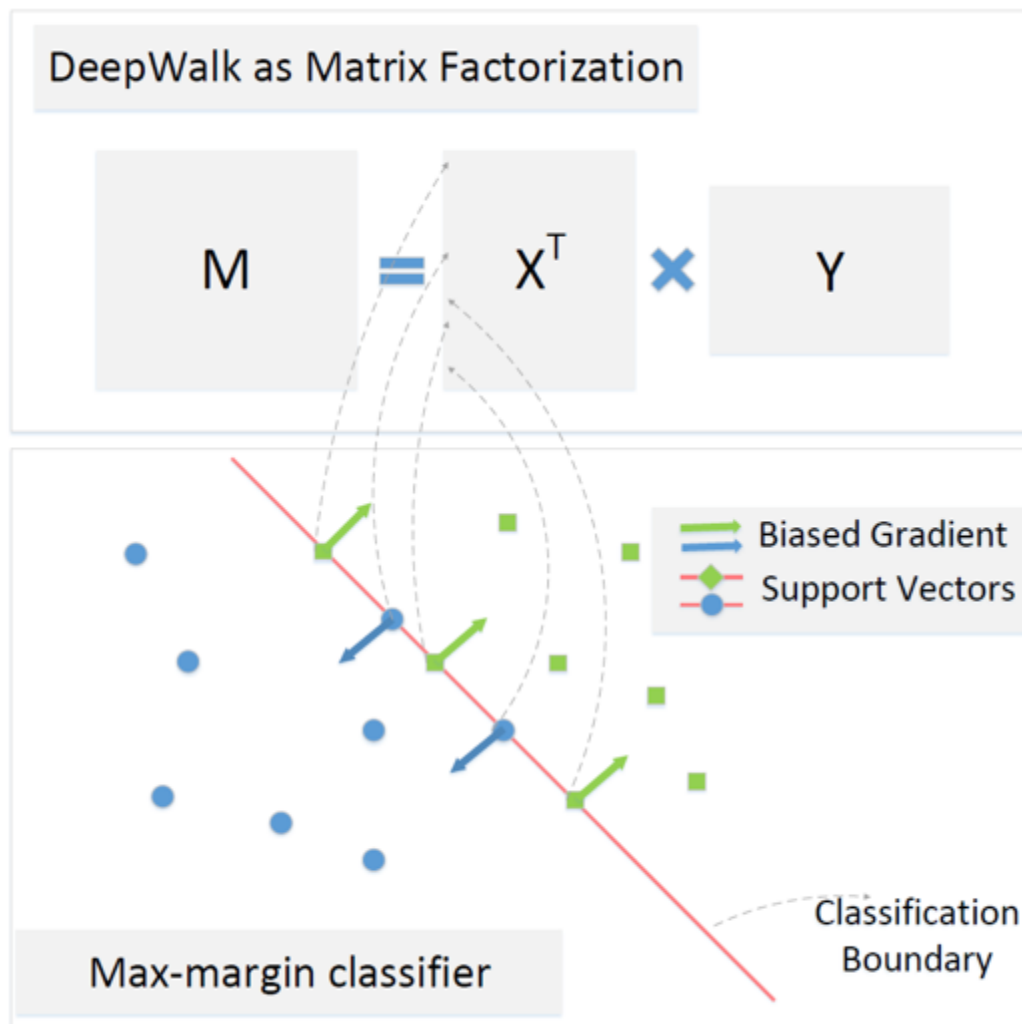 DeepWalk as Matrix Factorization
M = X^T × Y
Biased Gradient
Support Vectors
Classification
Boundary
Max-margin classifier